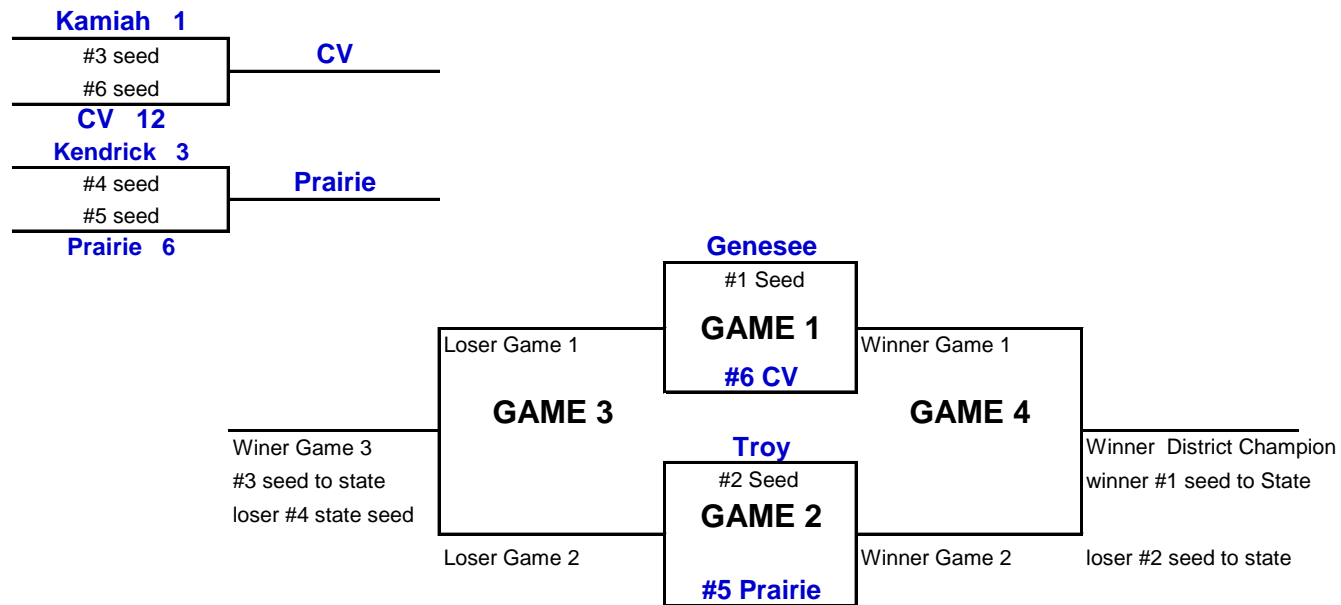 Kamiah 1
#3 seed
CV
#6 seed
CV 12
Kendrick 3
#4 seed
Prairie
#5 seed
Prairie 6
Genesee
#1 Seed
GAME 1
Loser Game 1
Winner Game 1
#6 CV
GAME 3
GAME 4
Troy
Winer Game 3
Winner District Champion
#2 Seed
#3 seed to state
winner #1 seed to State
GAME 2
loser #4 state seed
Loser Game 2
Winner Game 2
loser #2 seed to state
#5 Prairie